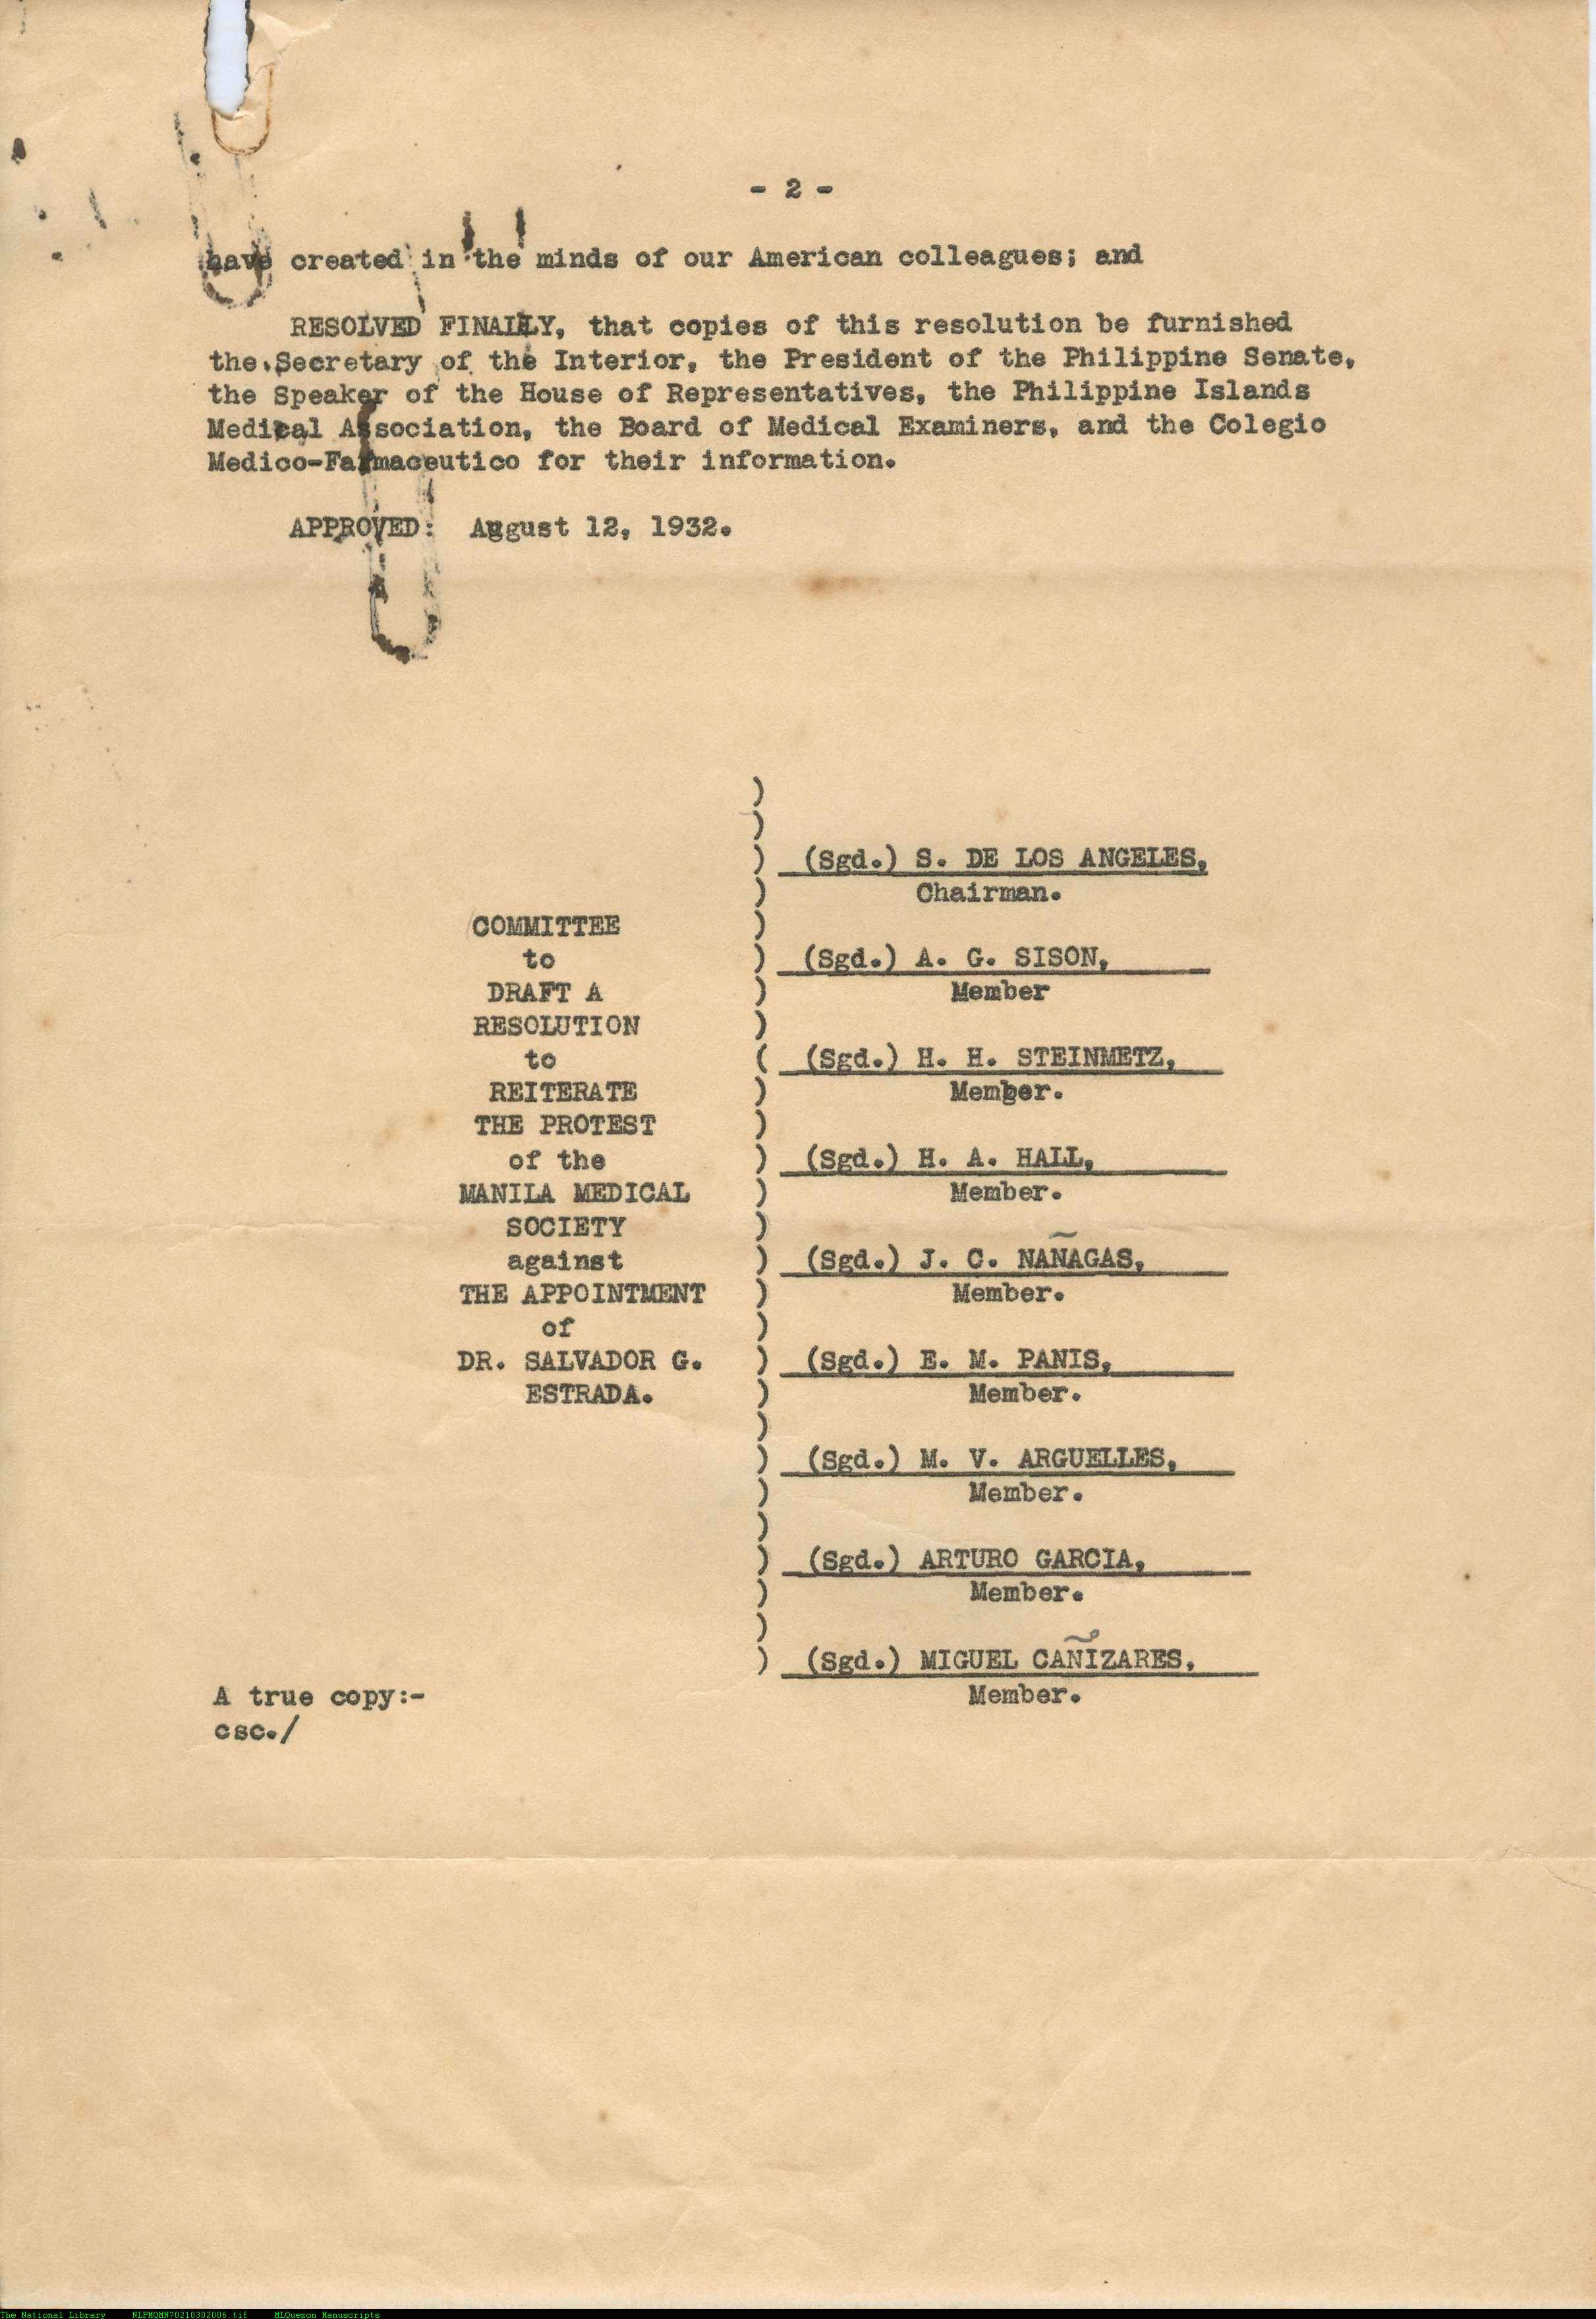 - 2 -
have created in the minds of our American colleagues; and
RESOLVED FINALLY, that copies of this resolution be furnished
the Secretary of the Interior, the President of the Philippine Senate,
the Speaker of the House of Representatives, the Philippine Islands
Medical Association, the Board of Medical Examiners, and the Colegio
Medico-Farmaceutico for their information.
APPROVED: August 12, 1932.
COMMITTEE
to
DRAFT A
RESOLUTION
to
REITERATE
THE PROTEST
of the
MANILA MEDICAL
SOCIETY
against
THE APPOINTMENT
of
DR. SALVADOR G.
ESTRADA.
(Sgd.) S. DE LOS ANGELES,
Chairman.
(Sgd.) A. G. SISON,
Member
(Sgd.) H. H. STEINMETZ,
Member.
(Sgd.) H. A. HALL,
Member.
(Sgd.) J. C. NAÑAGAS,
Member.
(Sgd.) E. M. PANIS,
Member.
(Sgd.) M. V. ARGUELLES,
Member.
(Sgd.) ARTURO GARCIA,
Member.
(Sgd.) MIGUEL CAÑIZARES,
Member.
A true copy:-
csc./
The National Library NLPMQMN70210302006.tif MLQuezon Manuscripts